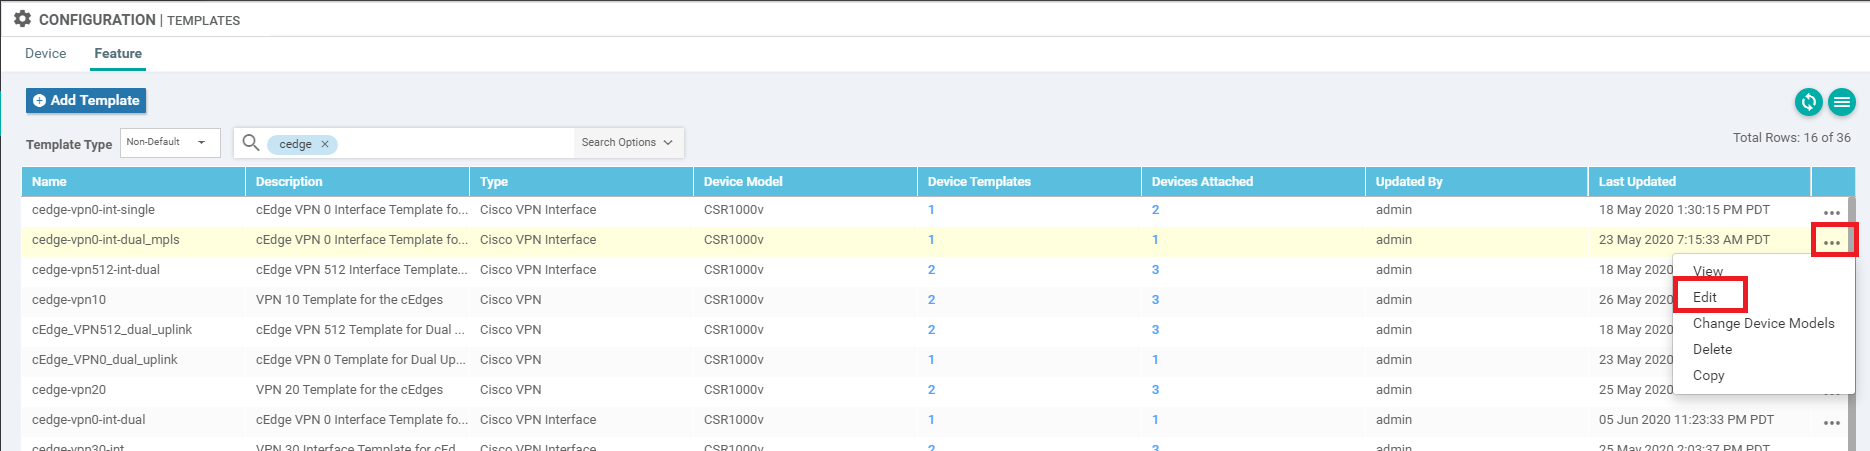 CONFIGURATION | TEMPLATES
Device Feature
Add Template
Total Rows: 16 of 36
Template Type Non-Default cedge × Search Options
Name Description Type Device Model Device Templates Devices Attached Updated By Last Updated
cedge-vpn0-int-single cEdge VPN 0 Interface Template fo... Cisco VPN Interface CSR1000v 1 2 admin 18 May 2020 1:30:15 PM PDT
cedge-vpn0-int-dual_mpls cEdge VPN 0 Interface Template fo... Cisco VPN Interface CSR1000v 1 1 admin 23 May 2020 7:15:33 AM PDT
cedge-vpn512-int-dual cEdge VPN 512 Interface Template... Cisco VPN Interface CSR1000v 2 3 admin 18 May 2020
cedge-vpn10 VPN 10 Template for the cEdges Cisco VPN CSR1000v 2 3 admin 26 May 2020
cEdge_VPN512_dual_uplink cEdge VPN 512 Template for Dual ... Cisco VPN CSR1000v 2 3 admin 18 May 2020
cEdge_VPN0_dual_uplink cEdge VPN 0 Template for Dual Up... Cisco VPN CSR1000v 1 1 admin 23 May 2020
cedge-vpn20 VPN 20 Template for the cEdges Cisco VPN CSR1000v 2 3 admin 25 May 2020
cedge-vpn0-int-dual cEdge VPN 0 Interface Template fo... Cisco VPN Interface CSR1000v 1 1 admin 05 Jun 2020 11:23:33 PM PDT
cedge-vpn30-int VPN 30 Interface Template for cEd... Cisco VPN Interface CSR1000v 2 3 admin 25 May 2020 2:03:37 PM PDT
View
Edit
Change Device Models
Delete
Copy